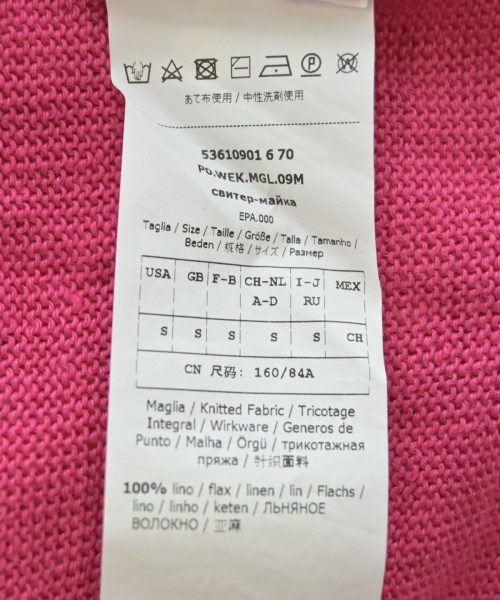 あて布使用 / 中性洗剤使用
53610901 6 70
PO.WEK.MGL.09M
свитер-майка
EPA.000
Taglia / Size / Taille / Größe / Talla / Tamanho /
Beden / 规格 / サイズ / Размер
USA GB F-B CH-NL I-J MEX
A-D RU
S S S S S CH
CN 尺码: 160/84A
Maglia / Knitted Fabric / Tricotage
Integral / Wirkware / Generos de
Punto / Malha / Örgü / трикотажная
пряжа / 针织面料
100% lino / flax / linen / lin / Flachs /
lino / linho / keten / ЛЬНЯНОЕ
ВОЛОКНО / 亚麻